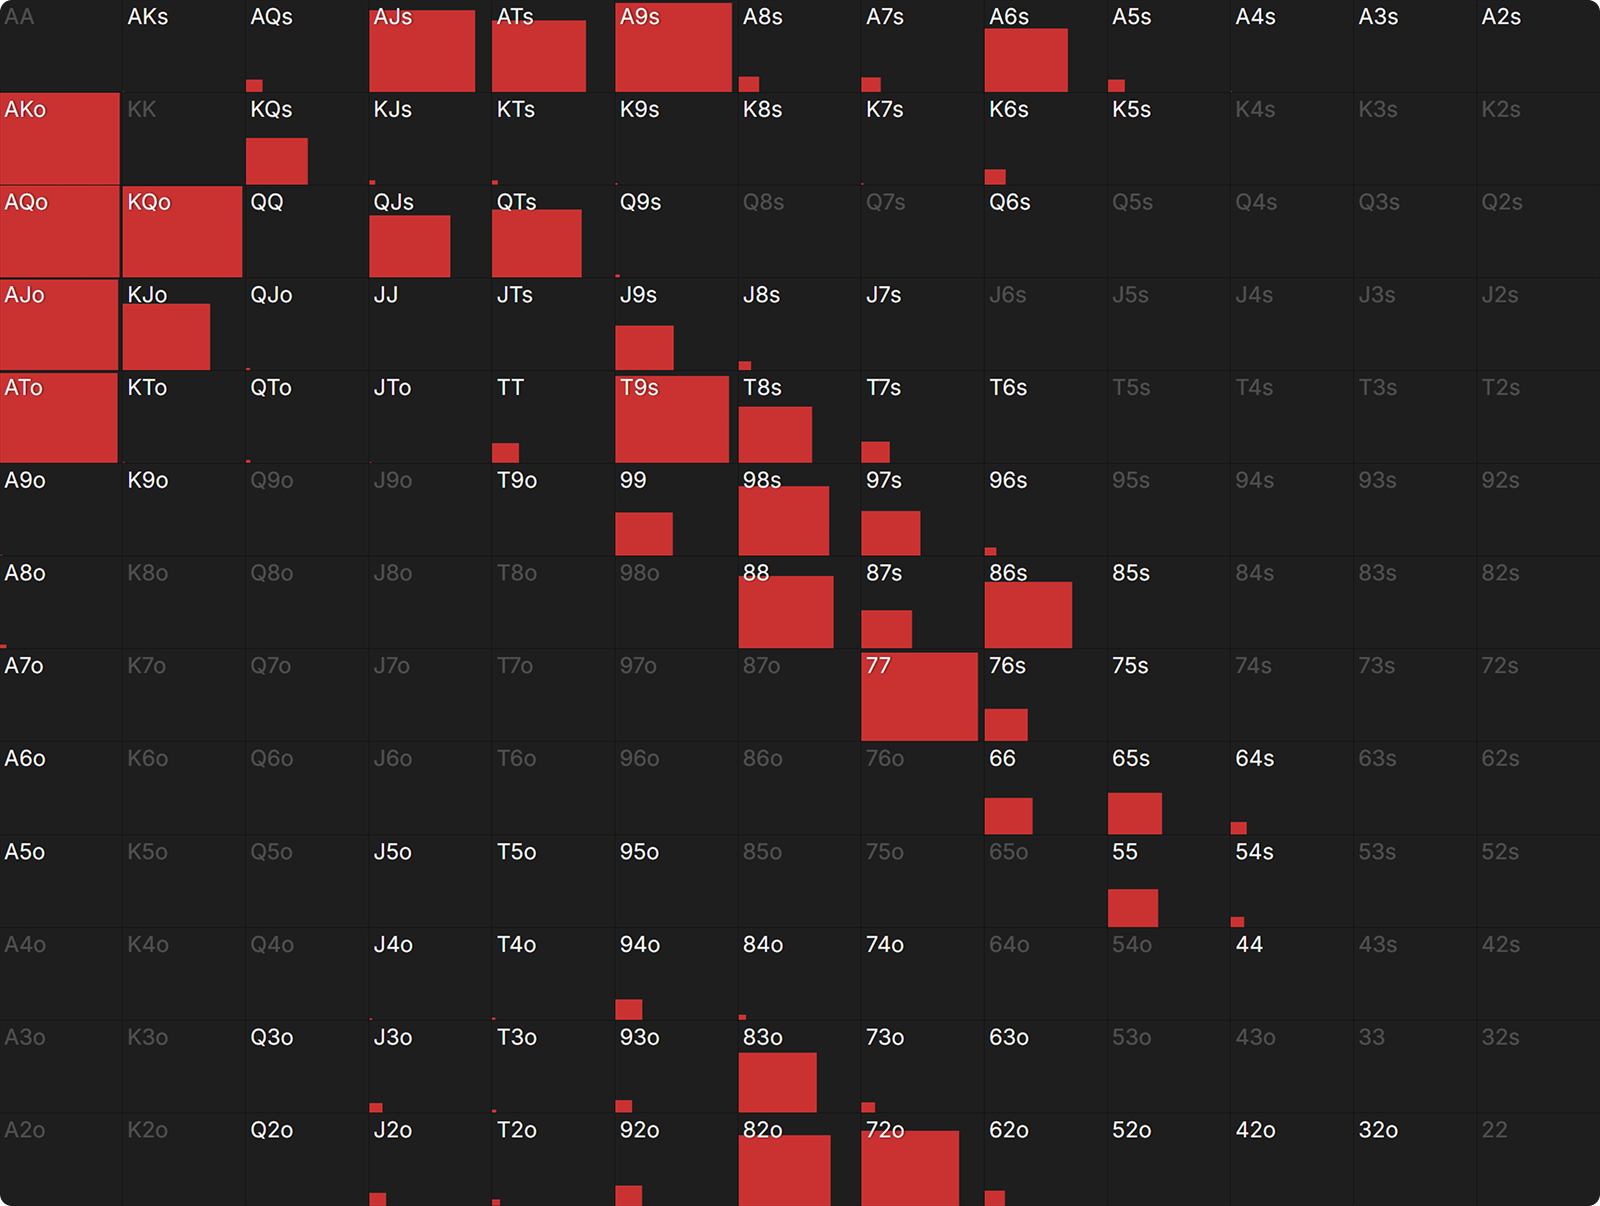 AA AKs AQs AJs ATs A9s A8s A7s A6s A5s A4s A3s A2s
AKo KK KQs KJs KTs K9s K8s K7s K6s K5s K4s K3s K2s
AQo KQo QQ QJs QTs Q9s Q8s Q7s Q6s Q5s Q4s Q3s Q2s
AJo KJo QJo JJ JTs J9s J8s J7s J6s J5s J4s J3s J2s
ATo KTo QTo JTo TT T9s T8s T7s T6s T5s T4s T3s T2s
A9o K9o Q9o J9o T9o 99 98s 97s 96s 95s 94s 93s 92s
A8o K8o Q8o J8o T8o 98o 88 87s 86s 85s 84s 83s 82s
A7o K7o Q7o J7o T7o 97o 87o 77 76s 75s 74s 73s 72s
A6o K6o Q6o J6o T6o 96o 86o 76o 66 65s 64s 63s 62s
A5o K5o Q5o J5o T5o 95o 85o 75o 65o 55 54s 53s 52s
A4o K4o Q4o J4o T4o 94o 84o 74o 64o 54o 44 43s 42s
A3o K3o Q3o J3o T3o 93o 83o 73o 63o 53o 43o 33 32s
A2o K2o Q2o J2o T2o 92o 82o 72o 62o 52o 42o 32o 22